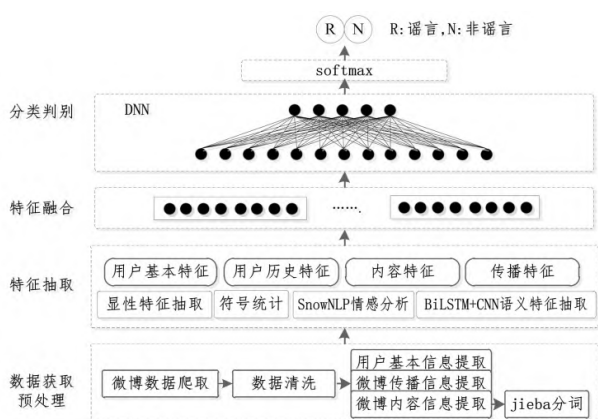 R N R:谣言,N:非谣言
softmax
分类判别 DNN
特征融合 ……
特征抽取
用户基本特征 用户历史特征 内容特征 传播特征
显性特征抽取 符号统计 SnowNLP情感分析 BiLSTM+CNN语义特征抽取
数据获取
预处理
微博数据爬取 数据清洗
用户基本信息提取
微博传播信息提取
微博内容信息提取 jieba分词